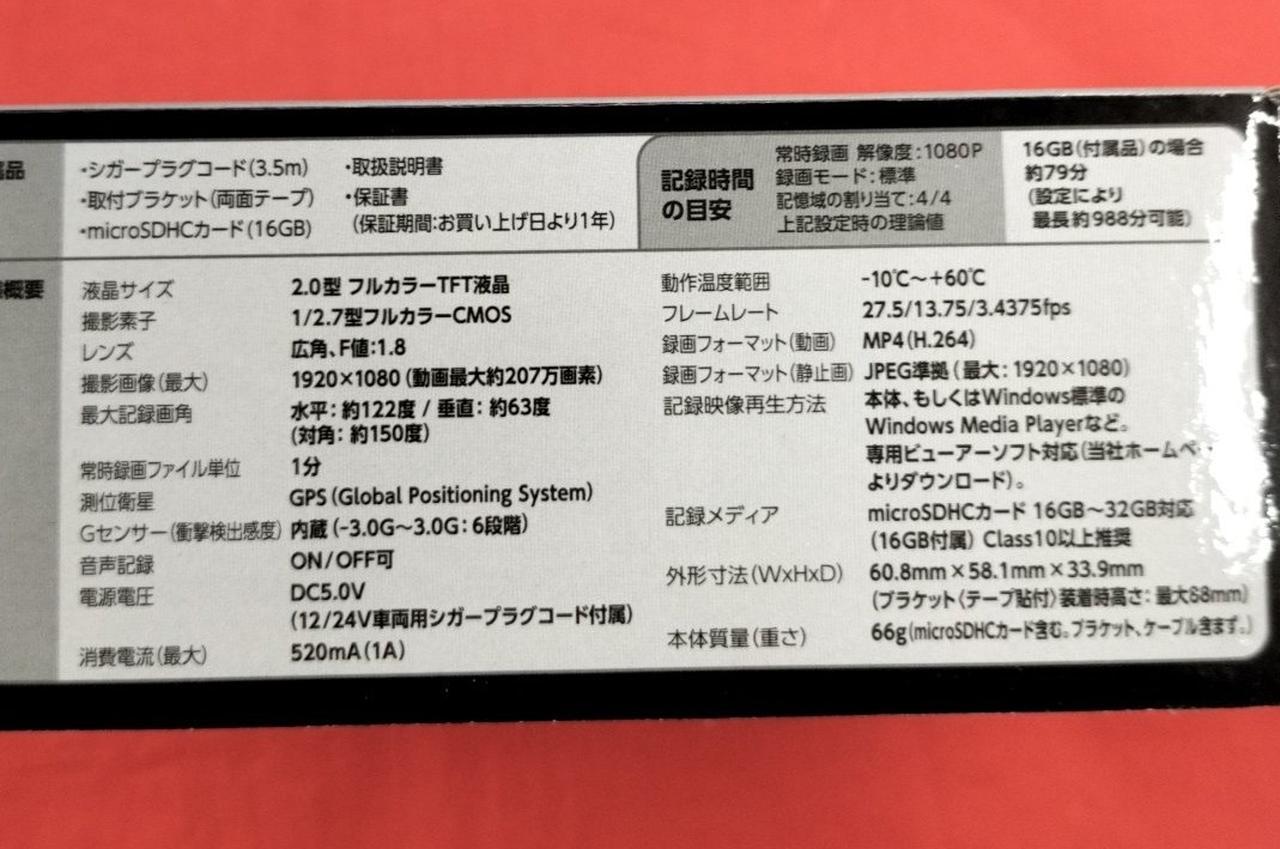 属品
・シガープラグコード(3.5m)
・取付ブラケット(両面テープ)
・microSDHCカード(16GB)
・取扱説明書
・保証書
(保証期間:お買い上げ日より1年)
記録時間
の目安
常時録画 解像度:1080P
録画モード:標準
記憶域の割り当て:4/4
上記設定時の理論値
16GB(付属品)の場合
約79分
(設定により
最長約988分可能)
概要
液晶サイズ 2.0型 フルカラーTFT液晶
撮影素子 1/2.7型フルカラーCMOS
レンズ 広角、F値:1.8
撮影画像(最大) 1920×1080(動画最大約207万画素)
最大記録画角 水平:約122度 / 垂直:約63度
(対角:約150度)
常時録画ファイル単位 1分
測位衛星 GPS(Global Positioning System)
Gセンサー(衝撃検出感度) 内蔵(-3.0G〜3.0G:6段階)
音声記録 ON/OFF可
電源電圧 DC5.0V
(12/24V車両用シガープラグコード付属)
消費電流(最大) 520mA(1A)
動作温度範囲 -10℃〜+60℃
フレームレート 27.5/13.75/3.4375fps
録画フォーマット(動画) MP4(H.264)
録画フォーマット(静止画) JPEG準拠(最大:1920×1080)
記録映像再生方法 本体、もしくはWindows標準の
Windows Media Playerなど。
専用ビューアーソフト対応(当社ホームペ
よりダウンロード)。
記録メディア microSDHCカード 16GB〜32GB対応
(16GB付属) Class10以上推奨
外形寸法(W×H×D) 60.8mm×58.1mm×33.9mm
(ブラケット〈テープ貼付〉装着時高さ:最大88mm)
本体質量(重さ) 66g(microSDHCカード含む。ブラケット、ケーブル含まず。)